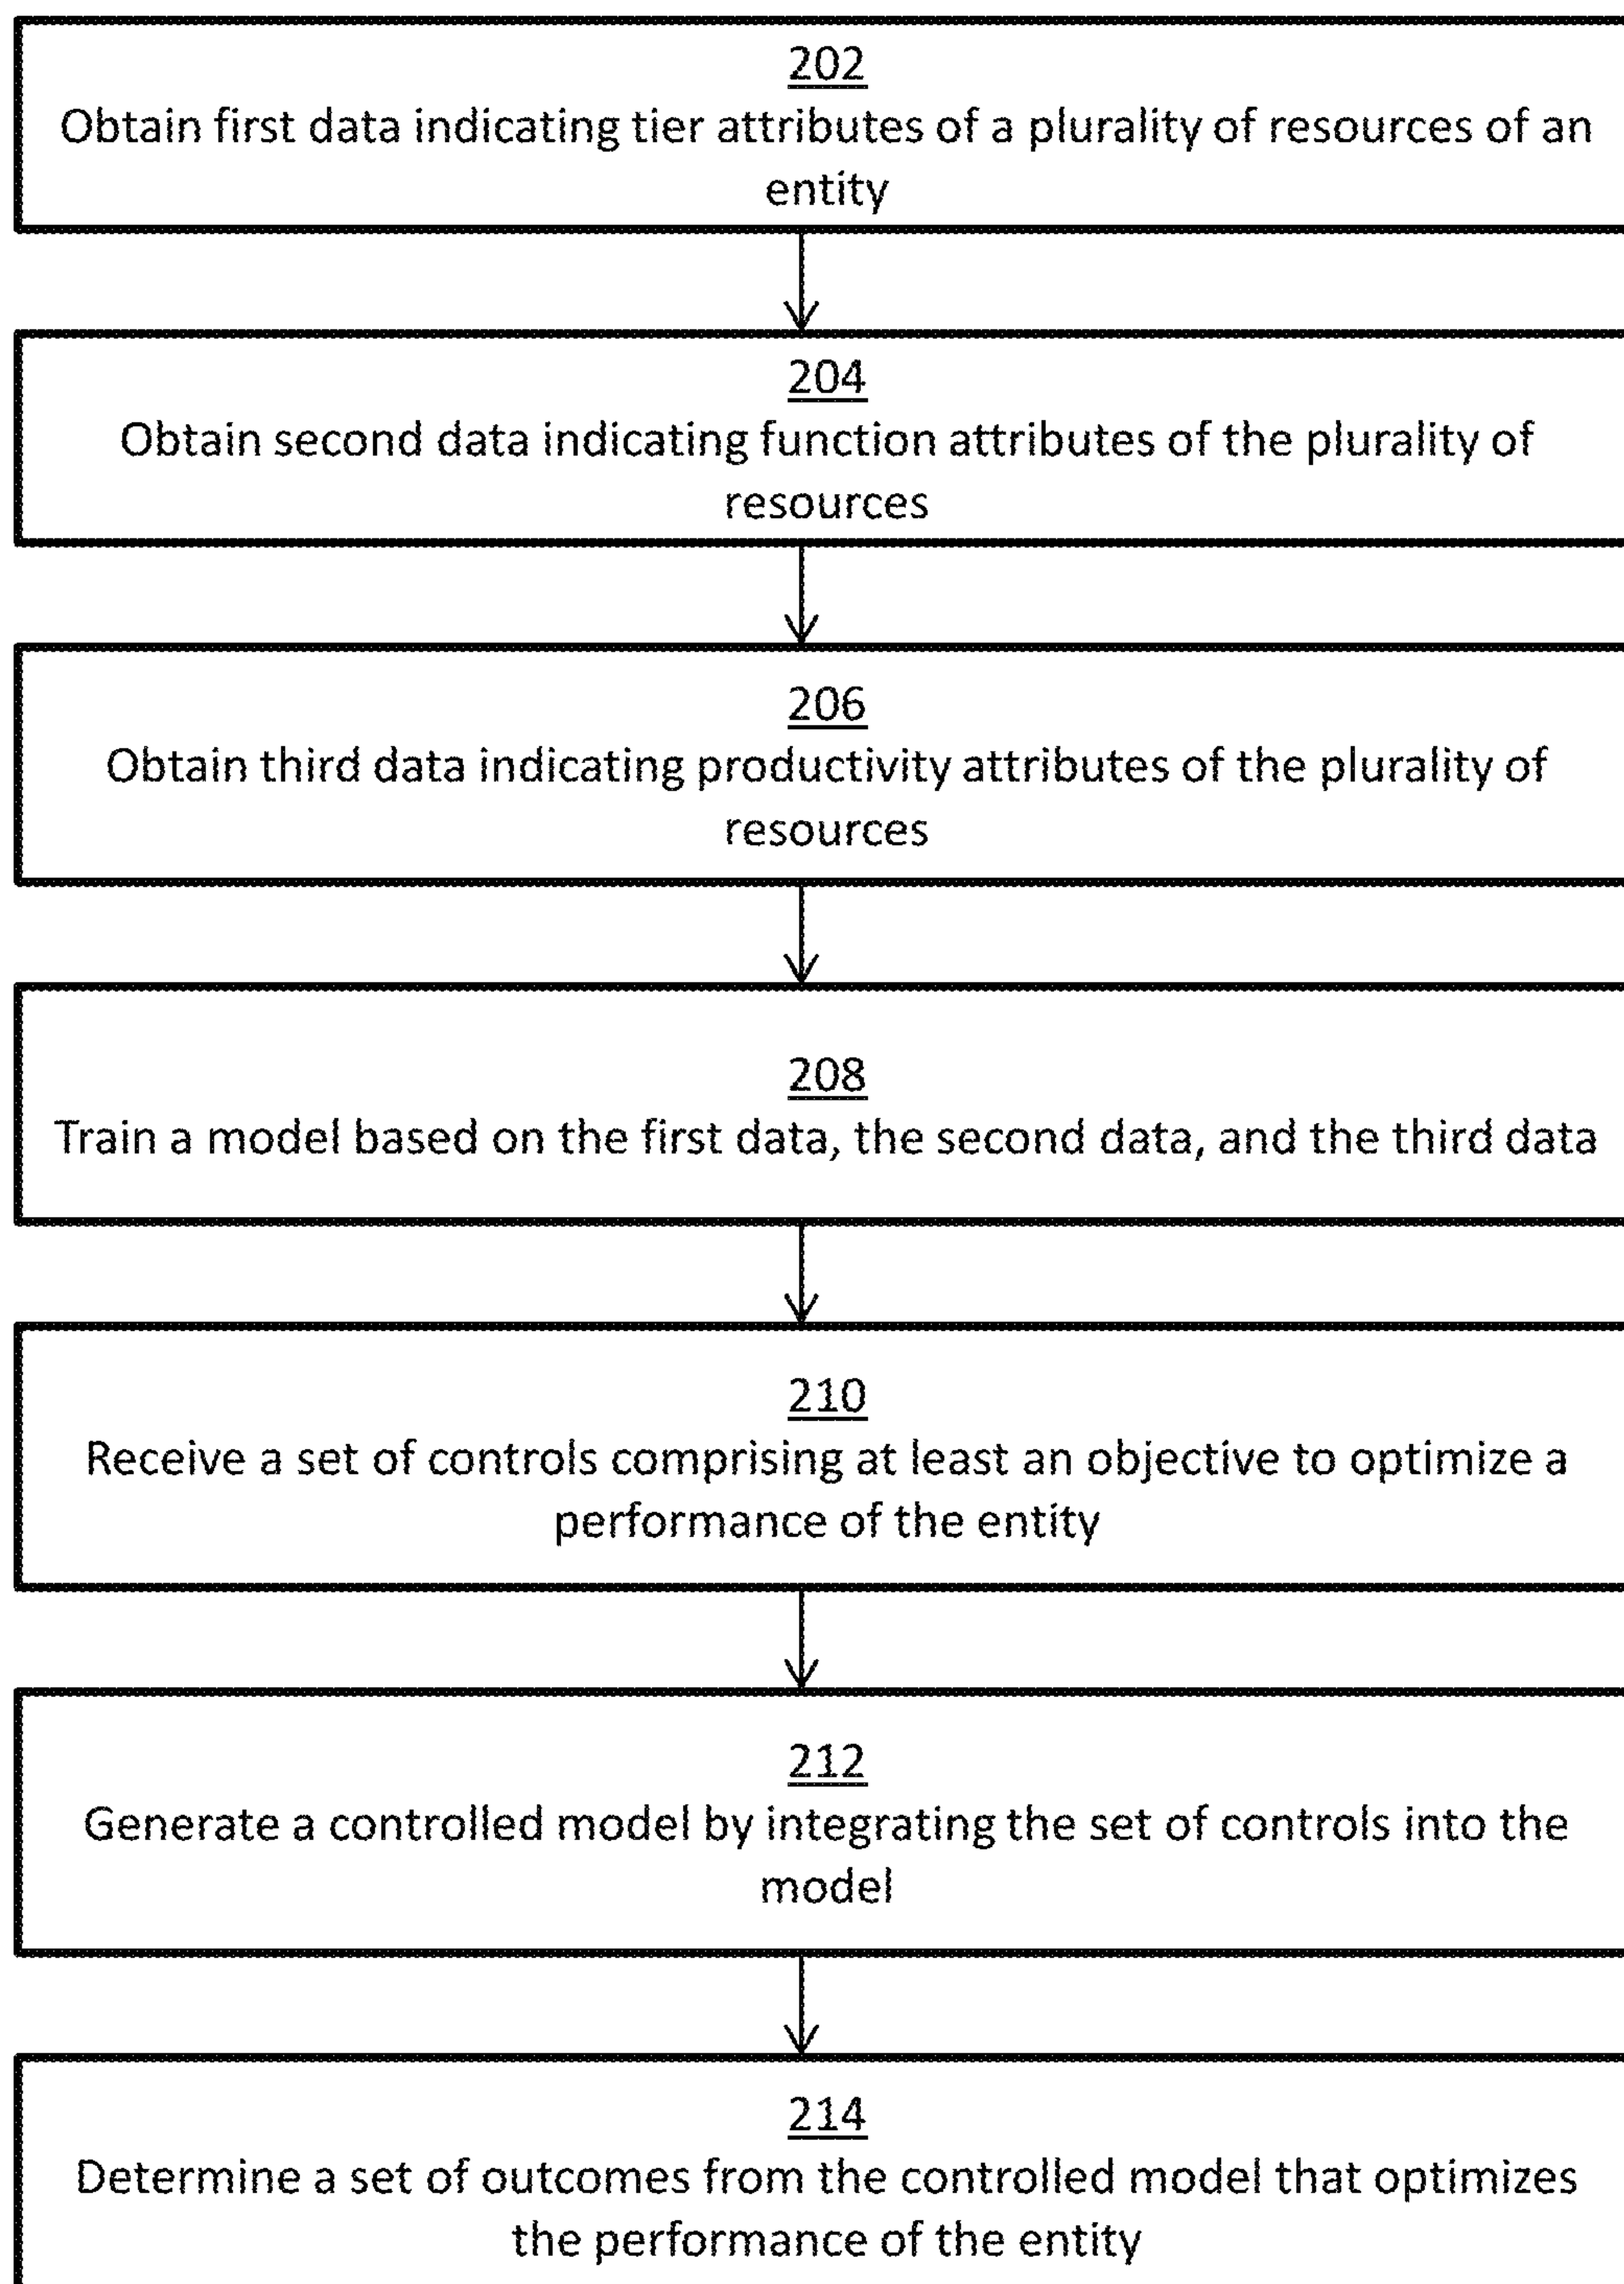 202
Obtain first data indicating tier attributes of a plurality of resources of an
entity
204
Obtain second data indicating function attributes of the plurality of
resources
206
Obtain third data indicating productivity attributes of the plurality of
resources
208
Train a model based on the first data, the second data, and the third data
210
Receive a set of controls comprising at least an objective to optimize a
performance of the entity
212
Generate a controlled model by integrating the set of controls into the
model
214
Determine a set of outcomes from the controlled model that optimizes
the performance of the entity